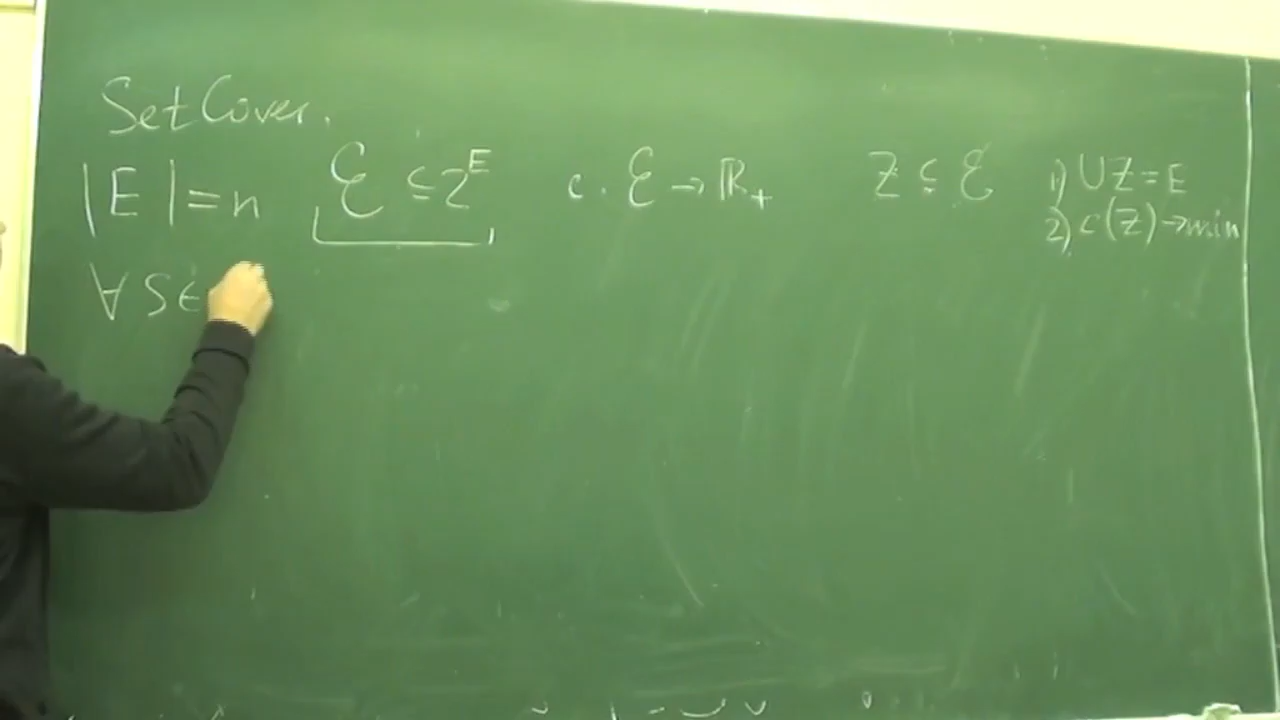 Set Cover.
|E|=n ℰ ⊆ 2^E c: ℰ → ℝ₊ Z ⊆ ℰ 1) ∪Z = E
2) c(Z) → min
∀ S ∈